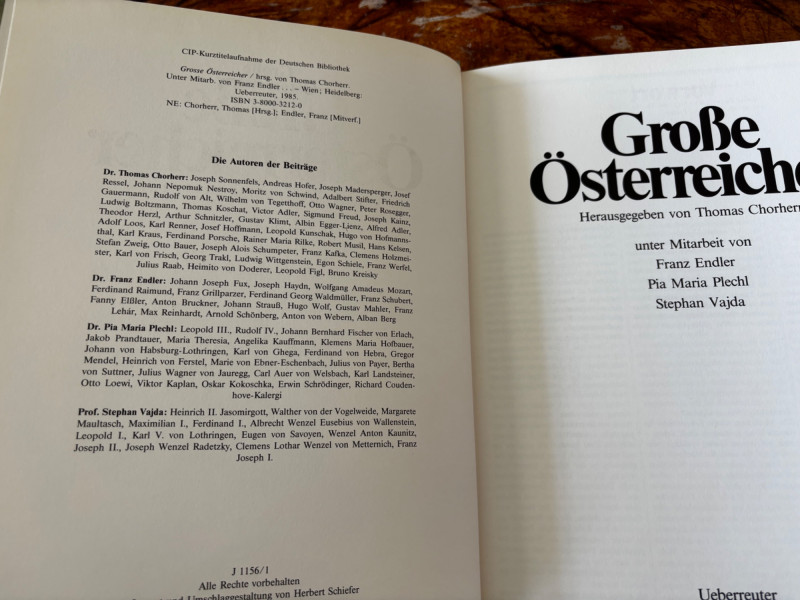 CIP-Kurztitelaufnahme der Deutschen Bibliothek
Grosse Österreicher / hrsg. von Thomas Chorherr.
Unter Mitarb. von Franz Endler . . . – Wien; Heidelberg:
Ueberreuter, 1985.
ISBN 3-8000-3212-0
NE: Chorherr, Thomas [Hrsg.]; Endler, Franz [Mitverf.]
Die Autoren der Beiträge
Dr. Thomas Chorherr: Joseph Sonnenfels, Andreas Hofer, Joseph Madersperger, Josef
Ressel, Johann Nepomuk Nestroy, Moritz von Schwind, Adalbert Stifter, Friedrich
Gauermann, Rudolf von Alt, Wilhelm von Tegetthoff, Otto Wagner, Peter Rosegger,
Ludwig Boltzmann, Thomas Koschat, Victor Adler, Sigmund Freud, Joseph Kainz,
Theodor Herzl, Arthur Schnitzler, Gustav Klimt, Albin Egger-Lienz, Alfred Adler,
Adolf Loos, Karl Renner, Josef Hoffmann, Leopold Kunschak, Hugo von Hofmanns-
thal, Karl Kraus, Ferdinand Porsche, Rainer Maria Rilke, Robert Musil, Hans Kelsen,
Stefan Zweig, Otto Bauer, Joseph Alois Schumpeter, Franz Kafka, Clemens Holzmei-
ster, Karl von Frisch, Georg Trakl, Ludwig Wittgenstein, Egon Schiele, Franz Werfel,
Julius Raab, Heimito von Doderer, Leopold Figl, Bruno Kreisky
Dr. Franz Endler: Johann Joseph Fux, Joseph Haydn, Wolfgang Amadeus Mozart,
Ferdinand Raimund, Franz Grillparzer, Ferdinand Georg Waldmüller, Franz Schubert,
Fanny Elßler, Anton Bruckner, Johann Strauß, Hugo Wolf, Gustav Mahler, Franz
Lehár, Max Reinhardt, Arnold Schönberg, Anton von Webern, Alban Berg
Dr. Pia Maria Plechl: Leopold III., Rudolf IV., Johann Bernhard Fischer von Erlach,
Jakob Prandtauer, Maria Theresia, Angelika Kauffmann, Klemens Maria Hofbauer,
Johann von Habsburg-Lothringen, Karl von Ghega, Ferdinand von Hebra, Gregor
Mendel, Heinrich von Ferstel, Marie von Ebner-Eschenbach, Julius von Payer, Bertha
von Suttner, Julius Wagner von Jauregg, Carl Auer von Welsbach, Karl Landsteiner,
Otto Loewi, Viktor Kaplan, Oskar Kokoschka, Erwin Schrödinger, Richard Couden-
hove-Kalergi
Prof. Stephan Vajda: Heinrich II. Jasomirgott, Walther von der Vogelweide, Margarete
Maultasch, Maximilian I., Ferdinand I., Albrecht Wenzel Eusebius von Wallenstein,
Leopold I., Karl V. von Lothringen, Eugen von Savoyen, Wenzel Anton Kaunitz,
Joseph II., Joseph Wenzel Radetzky, Clemens Lothar Wenzel von Metternich, Franz
Joseph I.
J 1156/1
Alle Rechte vorbehalten
und Umschlaggestaltung von Herbert Schiefer
Große
Österreiche
Herausgegeben von Thomas Chorherr
unter Mitarbeit von
Franz Endler
Pia Maria Plechl
Stephan Vajda
Ueberreuter